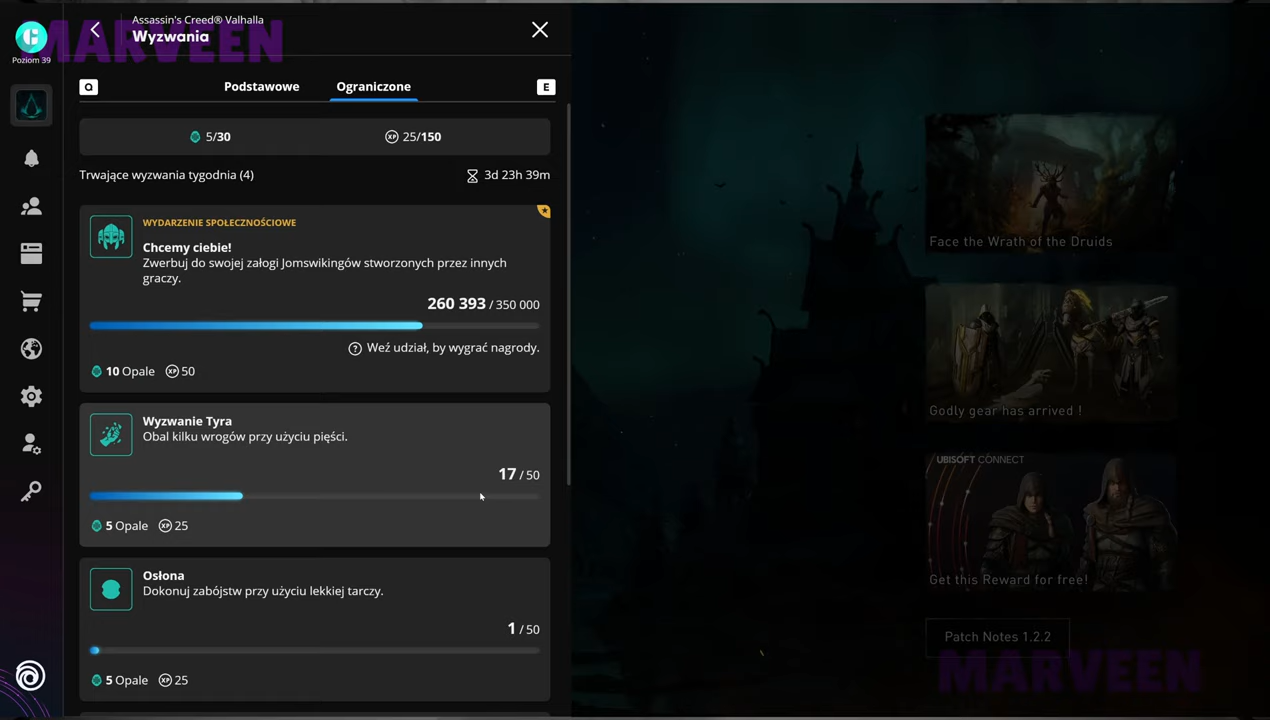 MARVEEN
Assassin's Creed® Valhalla
Wyzwania
Poziom 39
Q
Podstawowe
Ograniczone
E
5/30
XP 25/150
Trwające wyzwania tygodnia (4)
3d 23h 39m
WYDARZENIE SPOŁECZNOŚCIOWE
Chcemy ciebie!
Zwerbuj do swojej załogi Jomswikingów stworzonych przez innych
graczy.
260 393 / 350 000
? Weź udział, by wygrać nagrody.
10 Opale XP 50
Wyzwanie Tyra
Obal kilku wrogów przy użyciu pięści.
17 / 50
5 Opale XP 25
Osłona
Dokonuj zabójstw przy użyciu lekkiej tarczy.
1 / 50
5 Opale XP 25
Face the Wrath of the Druids
Godly gear has arrived !
UBISOFT CONNECT
Get this Reward for free!
Patch Notes 1.2.2
MARVEEN